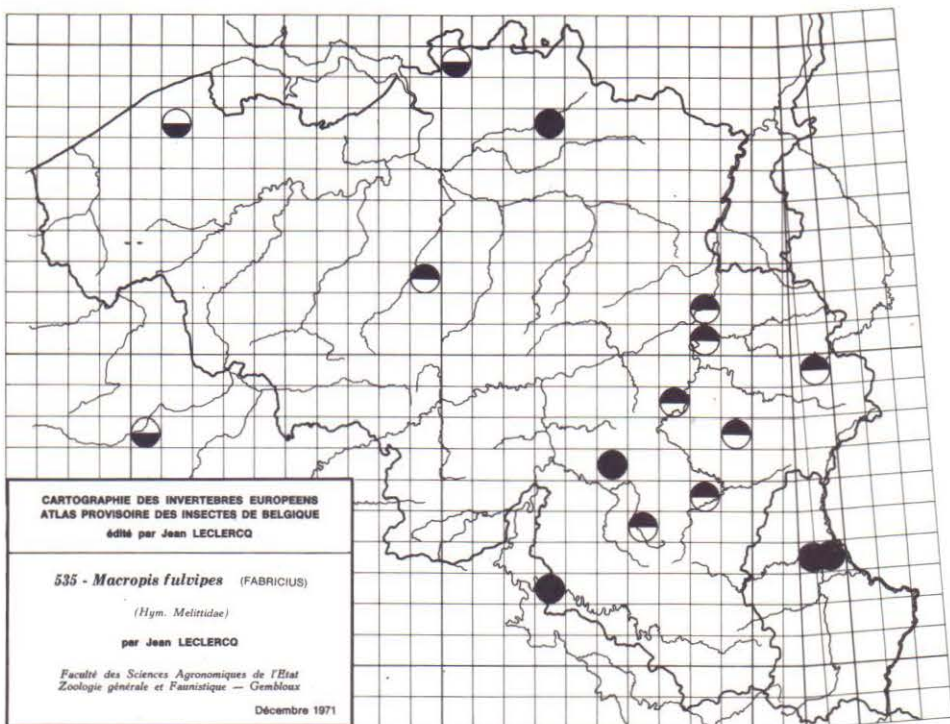 CARTOGRAPHIE DES INVERTEBRES EUROPEENS
ATLAS PROVISOIRE DES INSECTES DE BELGIQUE
édité par Jean LECLERCQ
535 - Macropis fulvipes (FABRICIUS)
(Hym. Melittidae)
par Jean LECLERCQ
Faculté des Sciences Agronomiques de l'Etat
Zoologie générale et Faunistique — Gembloux
Décembre 1971